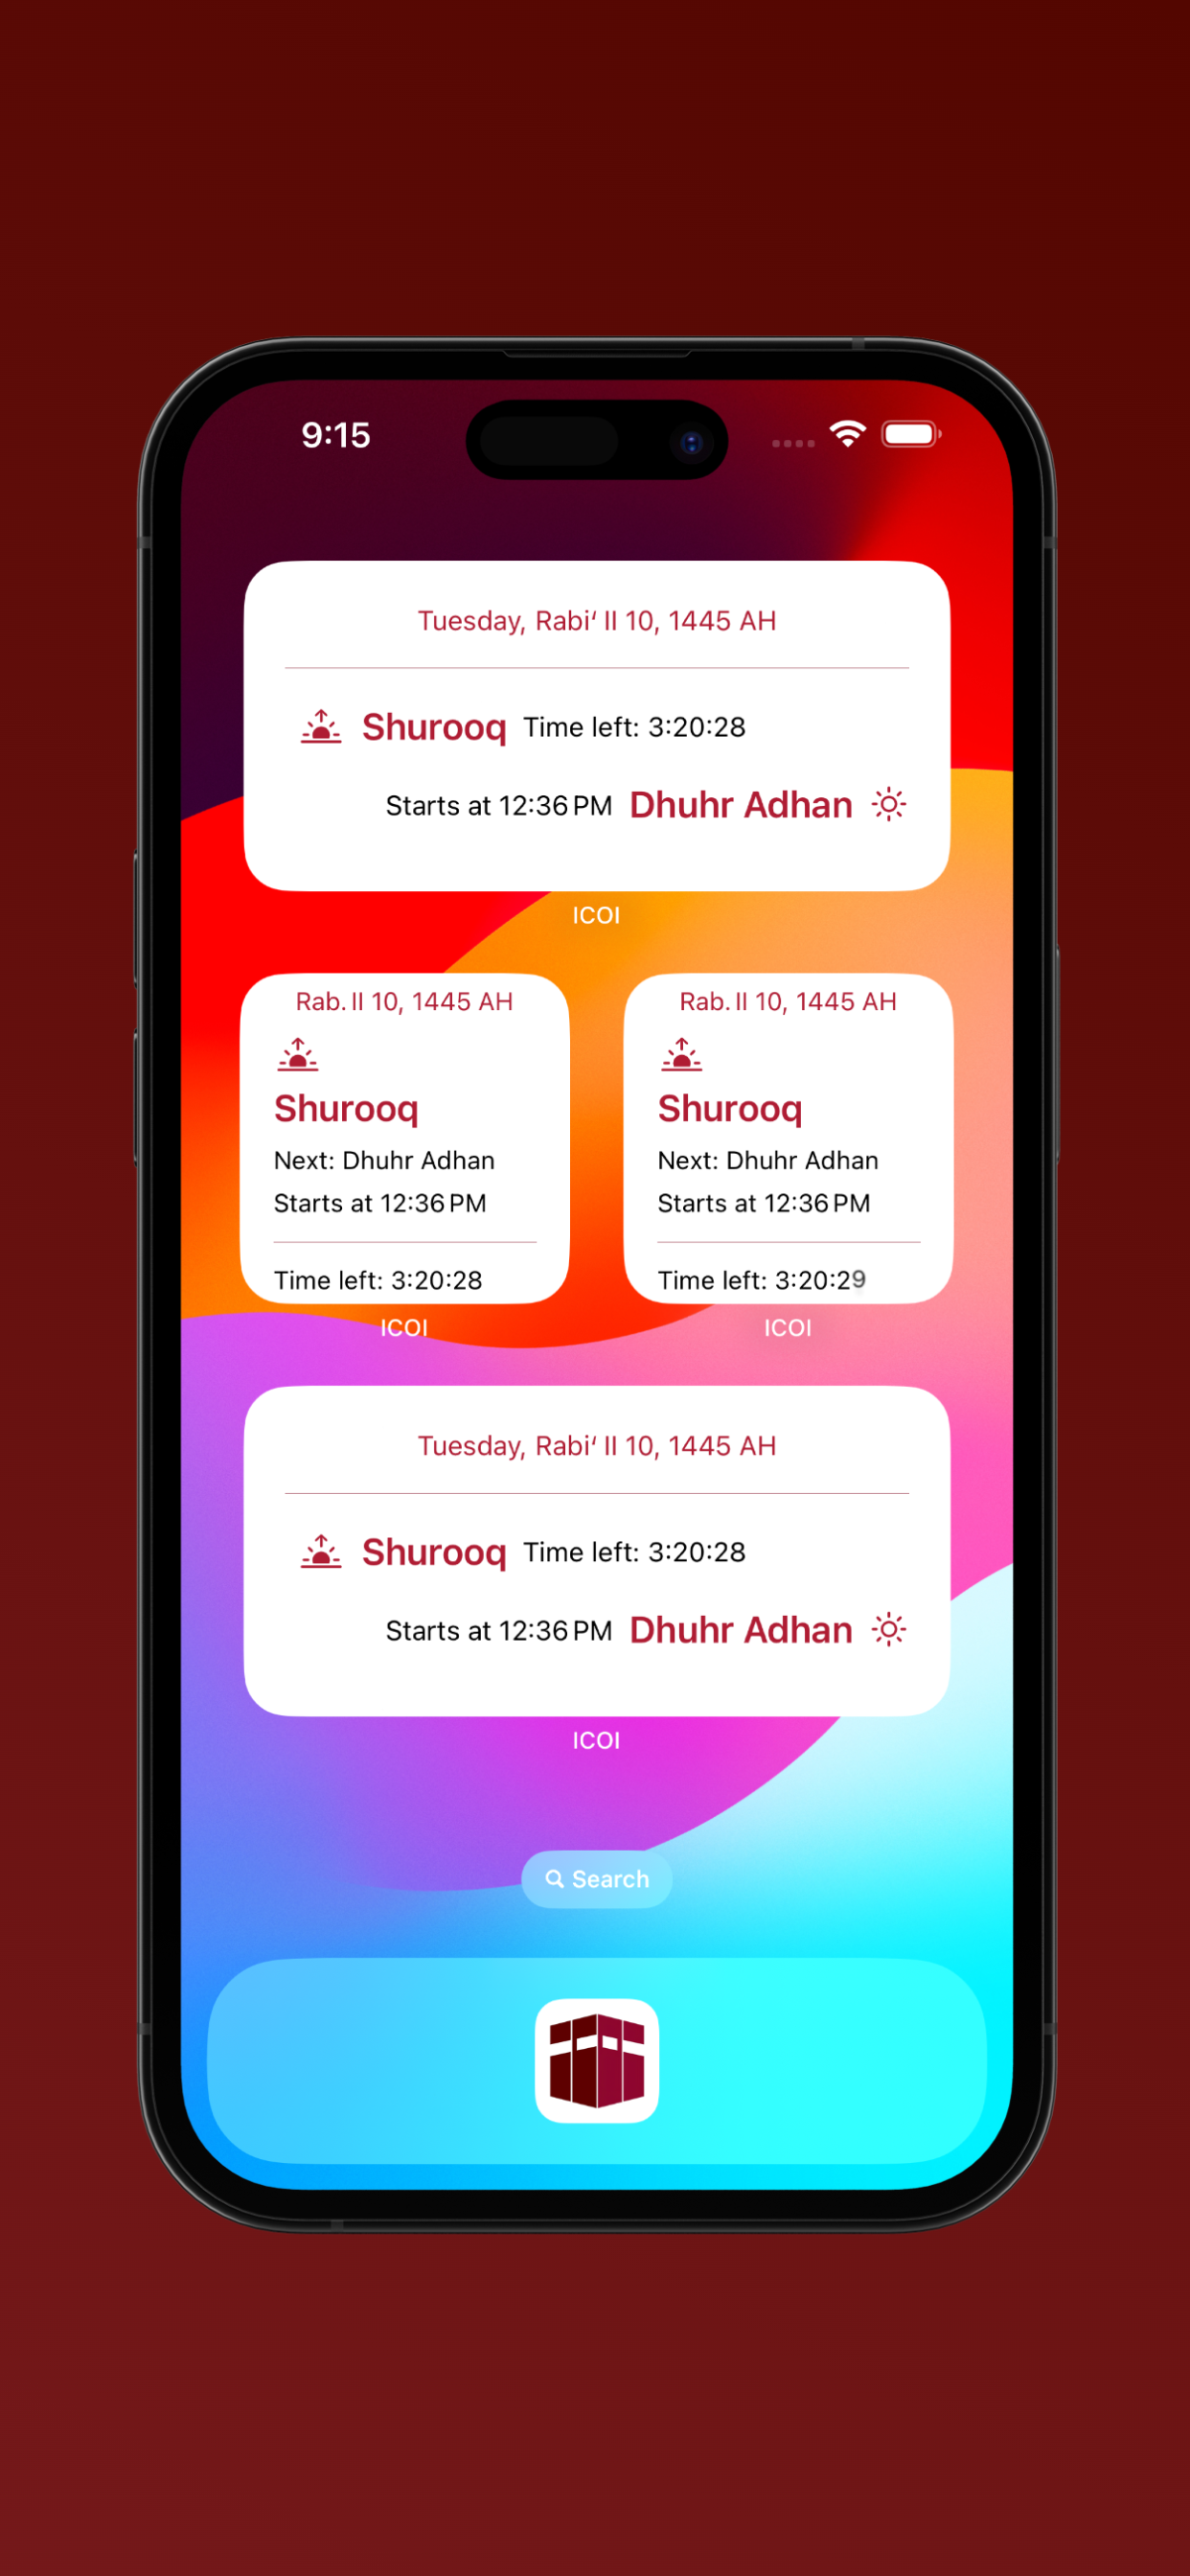 9:15
Tuesday, Rabiʻ II 10, 1445 AH
Shurooq Time left: 3:20:28
Starts at 12:36 PM Dhuhr Adhan
ICOI
Rab. II 10, 1445 AH
Shurooq
Next: Dhuhr Adhan
Starts at 12:36 PM
Time left: 3:20:28
ICOI
Rab. II 10, 1445 AH
Shurooq
Next: Dhuhr Adhan
Starts at 12:36 PM
Time left: 3:20:29
ICOI
Tuesday, Rabiʻ II 10, 1445 AH
Shurooq Time left: 3:20:28
Starts at 12:36 PM Dhuhr Adhan
ICOI
Search